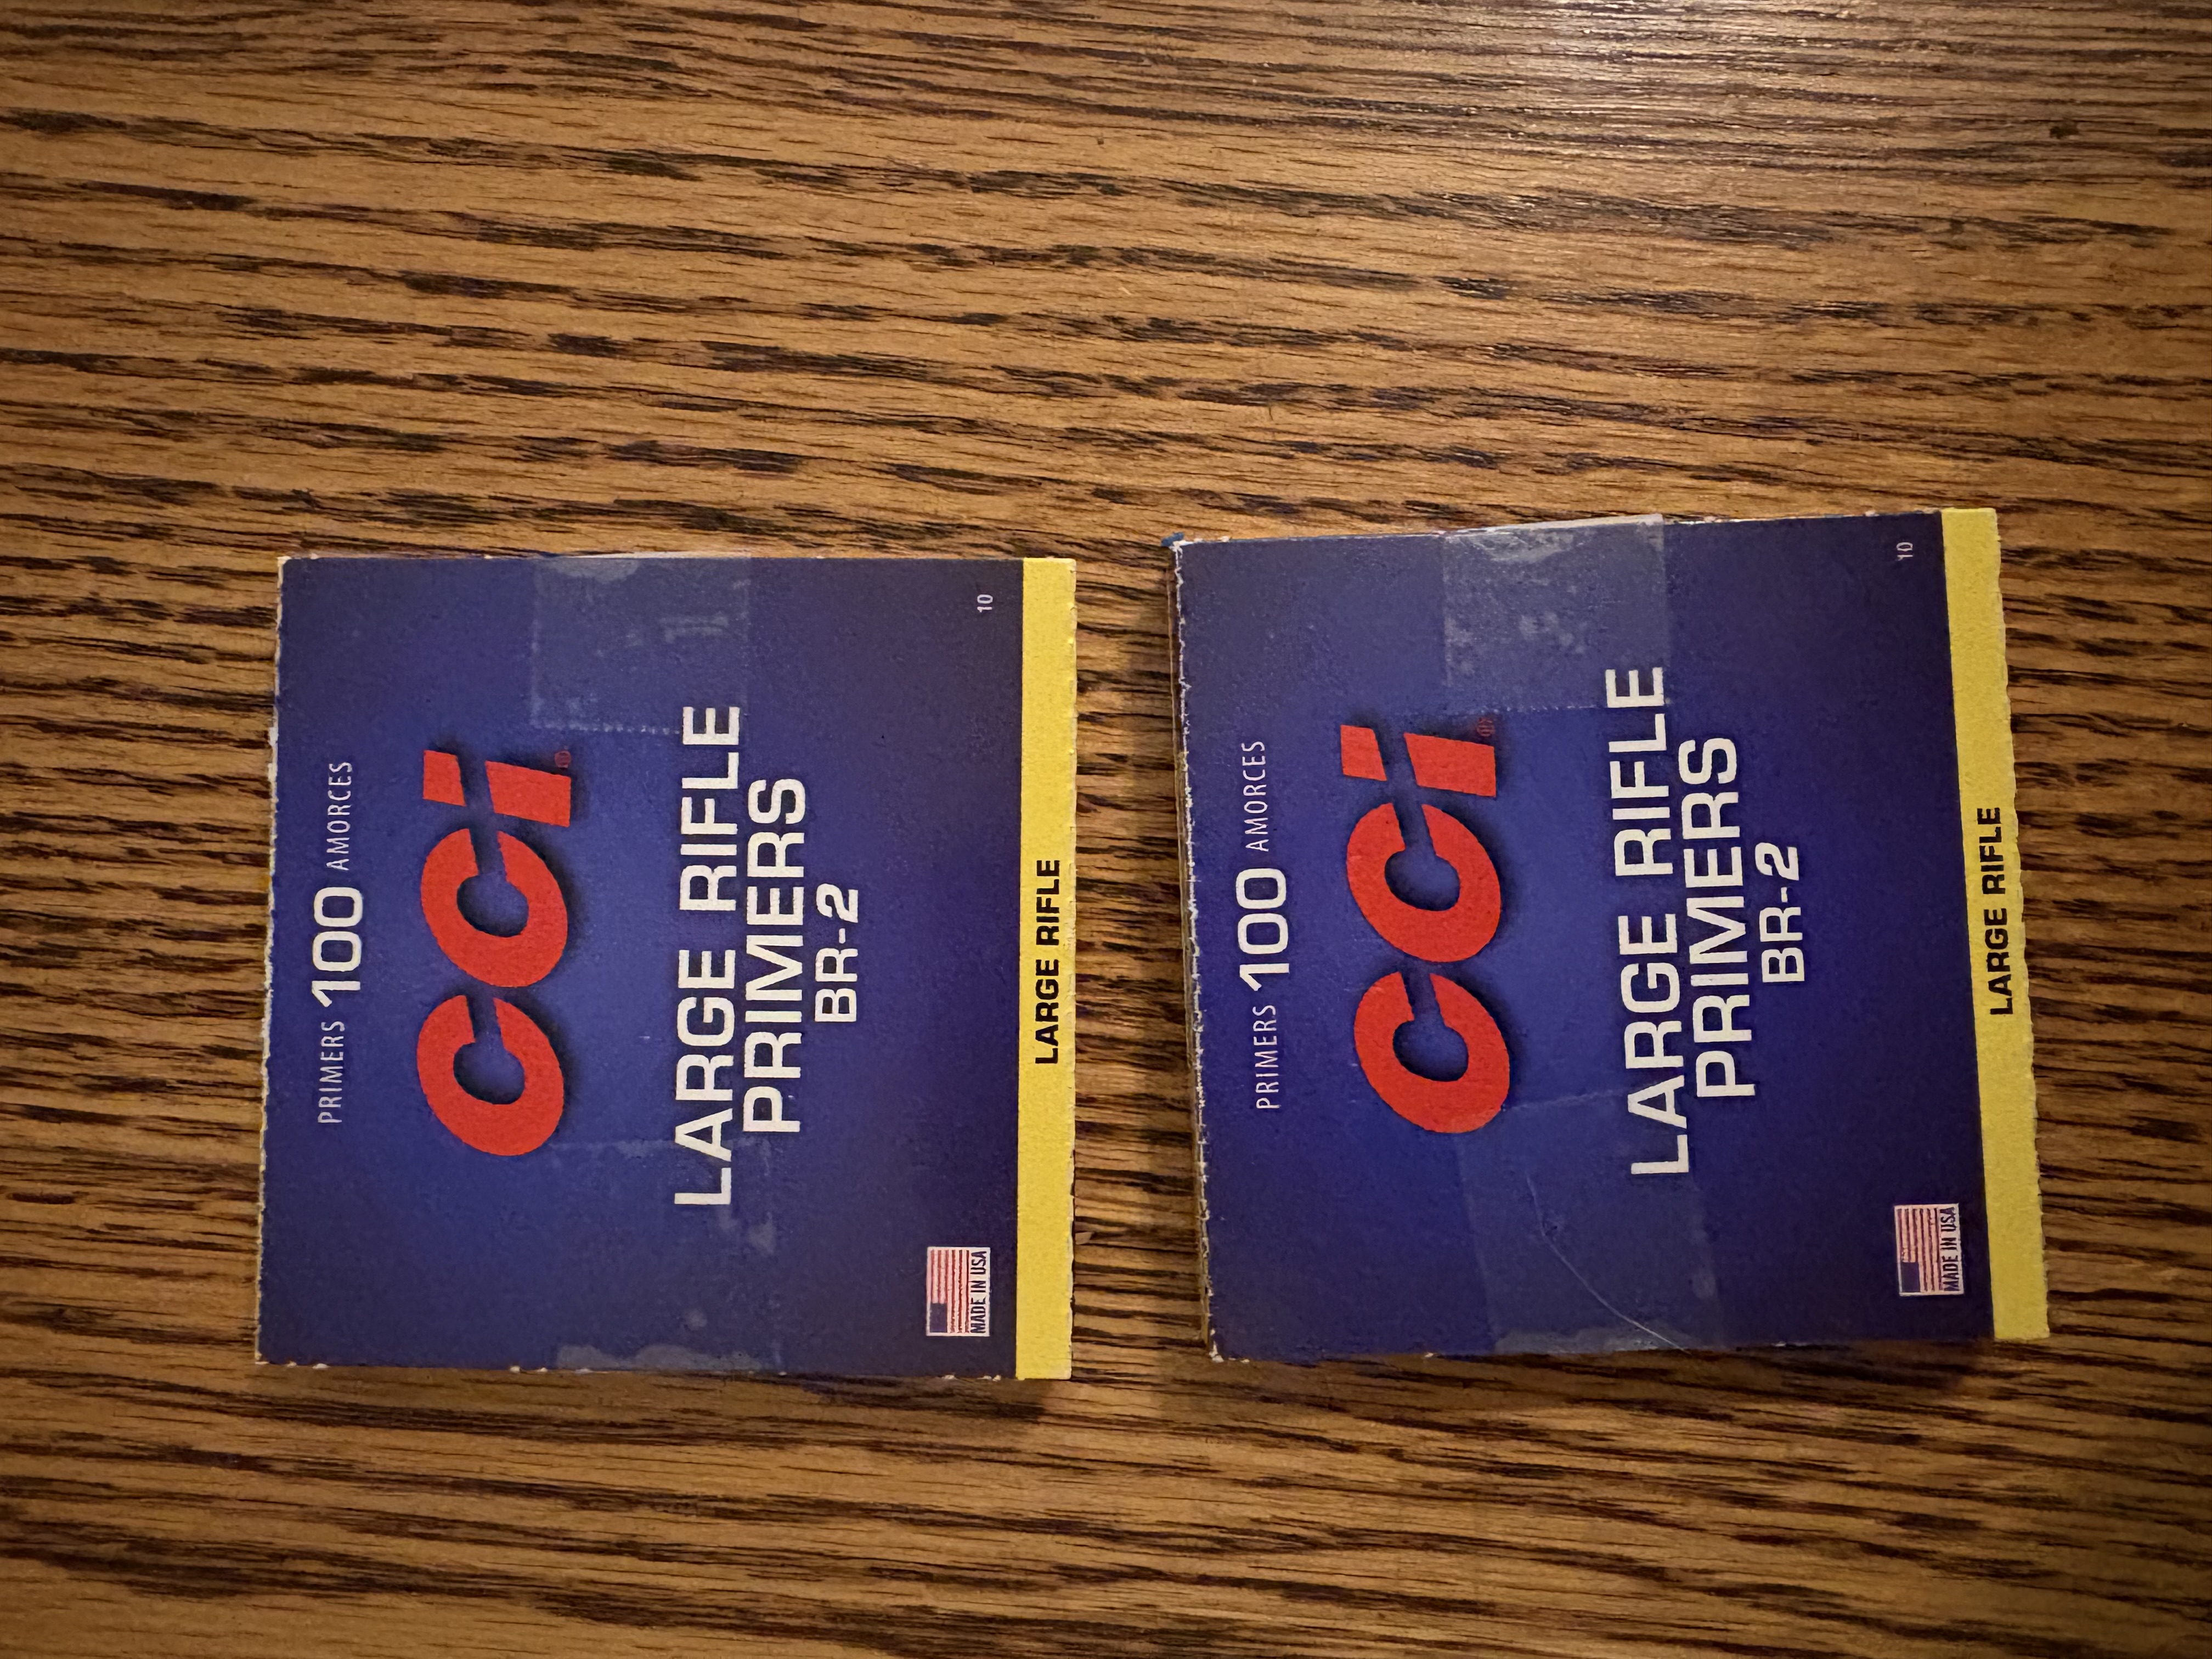 PRIMERS 100 AMORCES
CCI®
LARGE RIFLE
PRIMERS
BR-2
10
MADE IN USA
LARGE RIFLE
PRIMERS 100 AMORCES
CCI®
LARGE RIFLE
PRIMERS
BR-2
10
MADE IN USA
LARGE RIFLE